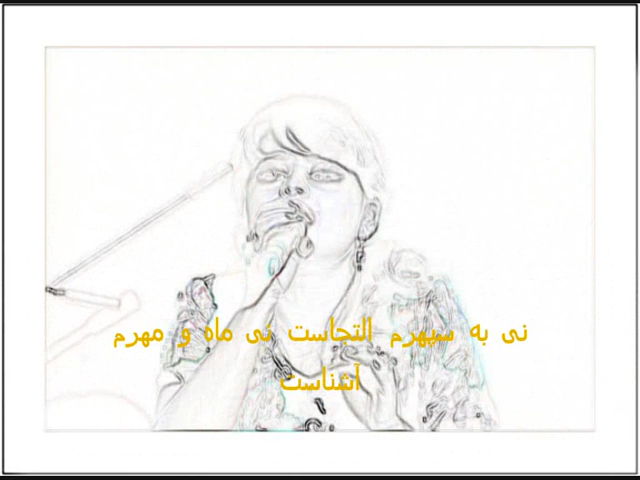 نی به سپهرم التجاست نی ماه و مهرم
آشناست